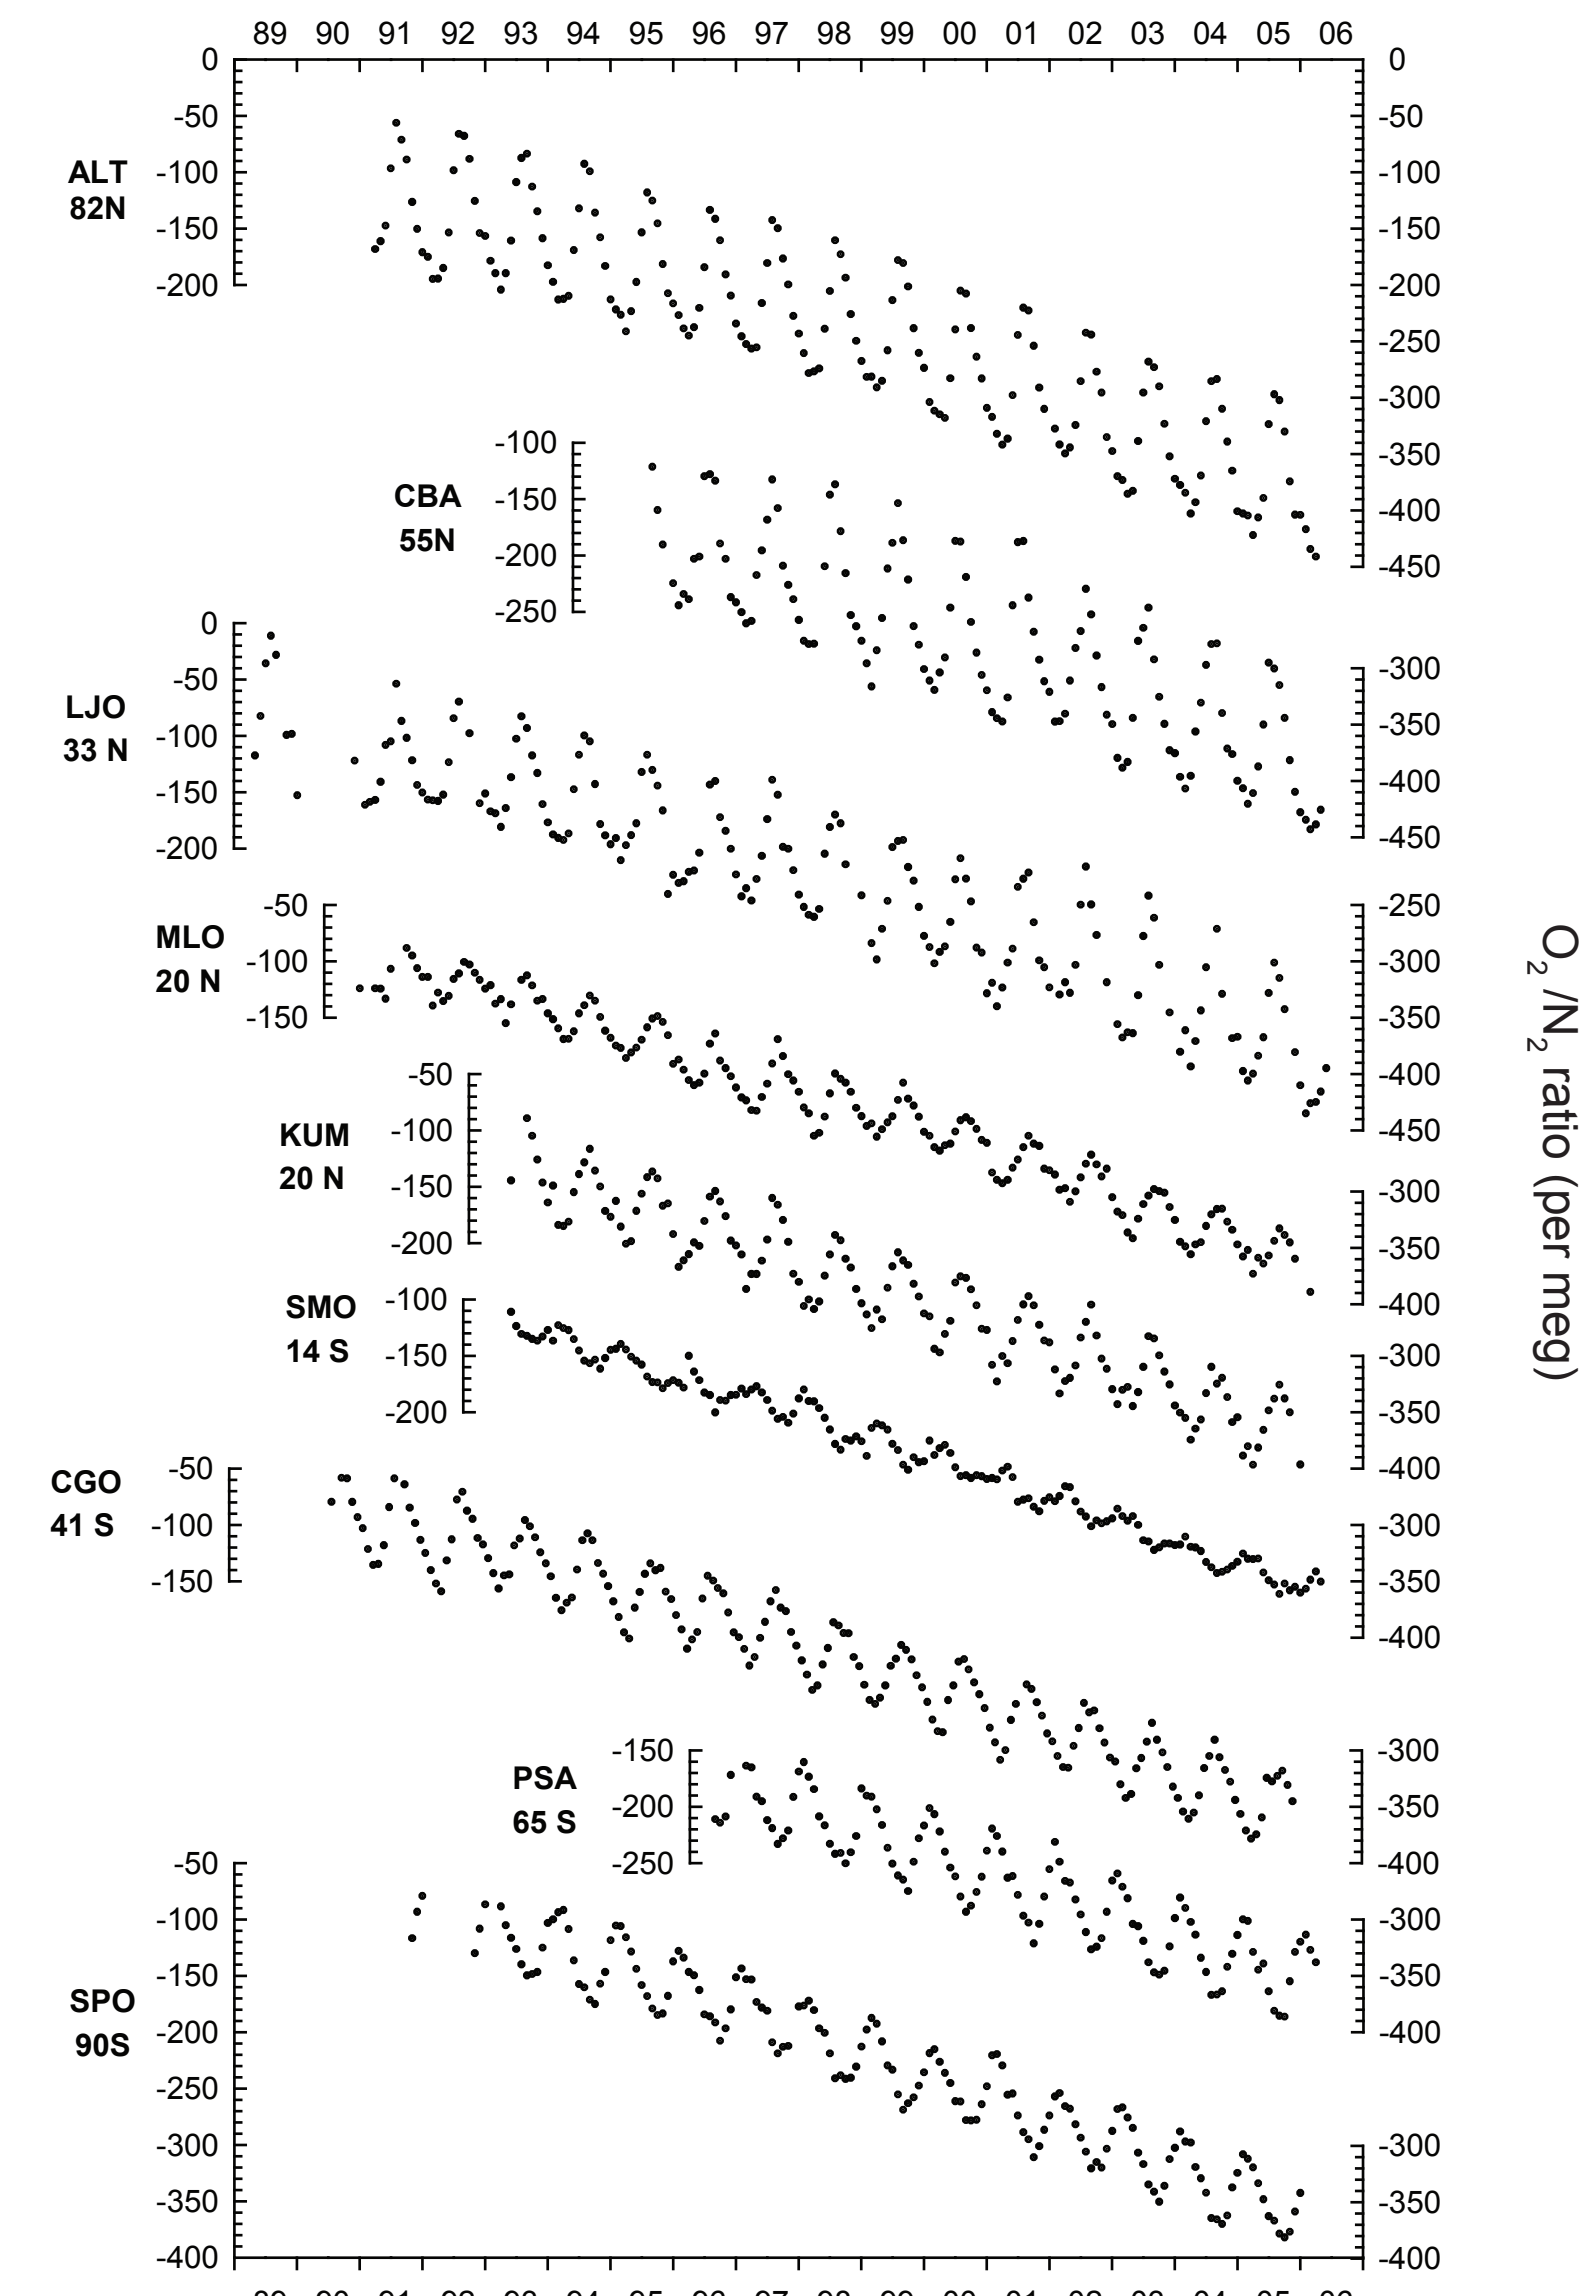 89 90 91 92 93 94 95 96 97 98 99 00 01 02 03 04 05 06
0 0
-50 -50
ALT -100 -100
82N -150 -150
-200 -200
-250
-300
-100 -350
CBA -150 -400
55N -200 -450
-250
LJO 0
33 N -50 -300
-100 -350
-150 -400
-200 -450
MLO -50 -250
20 N -100 -300
-150 -350
-400
-450
KUM -50
20 N -100
-150 -300
-200 -350
-400
SMO -100
14 S -150 -300
-200 -350
-400
CGO -50
41 S -100 -300
-150 -350
-400
PSA -150 -300
65 S -200 -350
-250 -400
SPO -50
90S -100 -300
-150 -350
-200 -400
-250
-300 -300
-350 -350
-400 -400
O2 /N2 ratio (per meg)